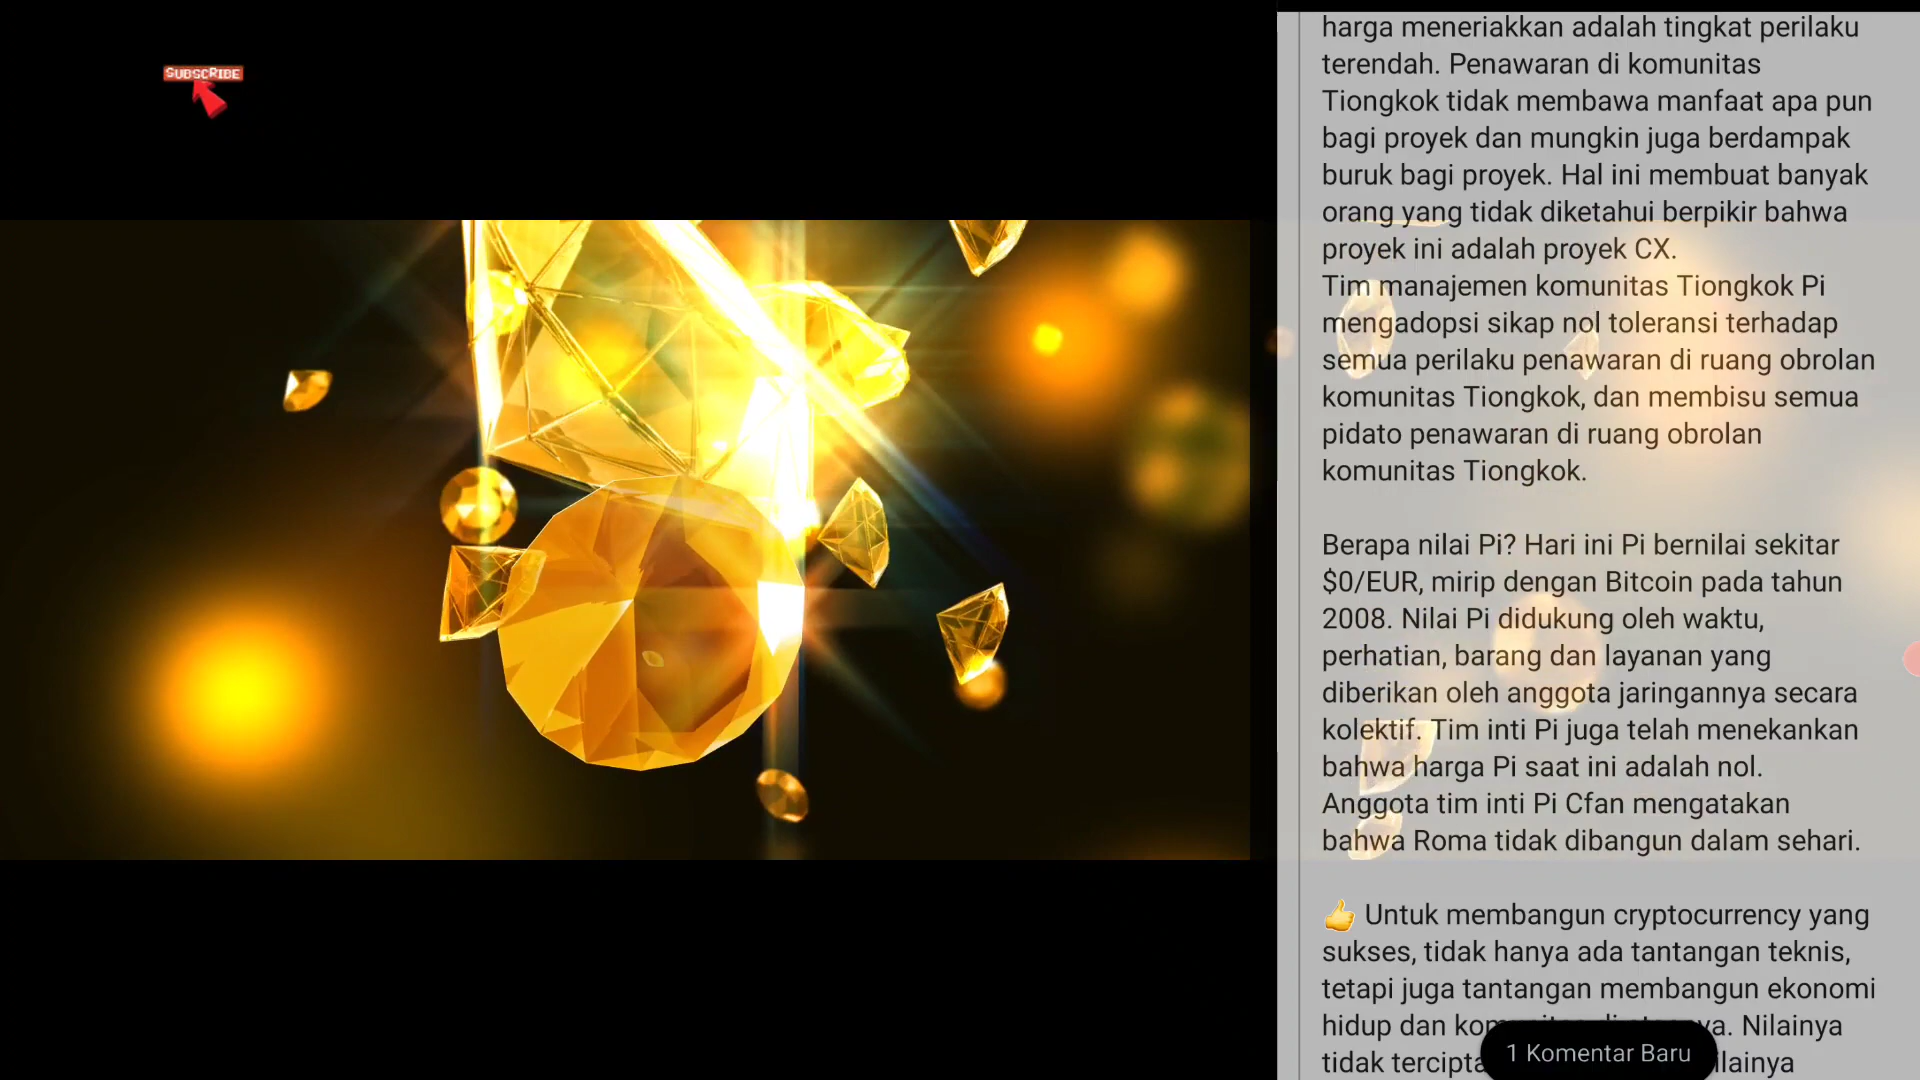 SUBSCRIBE
harga meneriakkan adalah tingkat perilaku
terendah. Penawaran di komunitas
Tiongkok tidak membawa manfaat apa pun
bagi proyek dan mungkin juga berdampak
buruk bagi proyek. Hal ini membuat banyak
orang yang tidak diketahui berpikir bahwa
proyek ini adalah proyek CX.
Tim manajemen komunitas Tiongkok Pi
mengadopsi sikap nol toleransi terhadap
semua perilaku penawaran di ruang obrolan
komunitas Tiongkok, dan membisu semua
pidato penawaran di ruang obrolan
komunitas Tiongkok.
Berapa nilai Pi? Hari ini Pi bernilai sekitar
$0/EUR, mirip dengan Bitcoin pada tahun
2008. Nilai Pi didukung oleh waktu,
perhatian, barang dan layanan yang
diberikan oleh anggota jaringannya secara
kolektif. Tim inti Pi juga telah menekankan
bahwa harga Pi saat ini adalah nol.
Anggota tim inti Pi Cfan mengatakan
bahwa Roma tidak dibangun dalam sehari.
👍 Untuk membangun cryptocurrency yang
sukses, tidak hanya ada tantangan teknis,
tetapi juga tantangan membangun ekonomi
hidup dan Nilainya
tidak
1 Komentar Baru